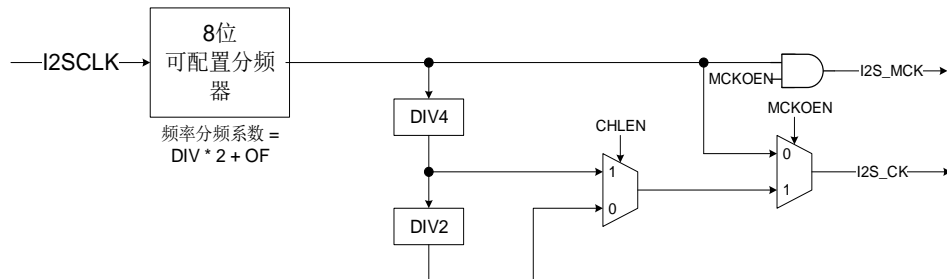 I2SCLK
8位
可配置分频
器
频率分频系数 =
DIV * 2 + OF
DIV4
DIV2
CHLEN
1
0
MCKOEN
I2S_MCK
MCKOEN
0
1
I2S_CK